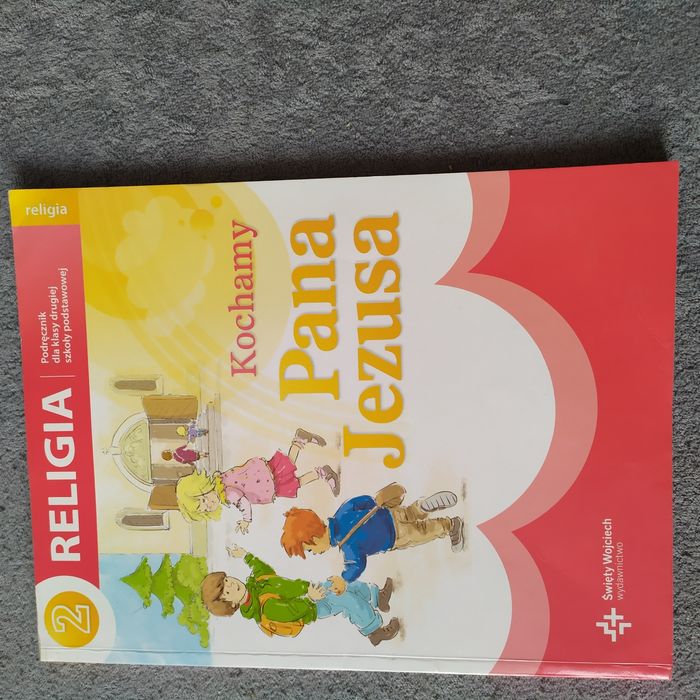 2
RELIGIA
Podręcznik
dla klasy drugiej
szkoły podstawowej
religia
Kochamy
Pana
Jezusa
Święty Wojciech
wydawnictwo